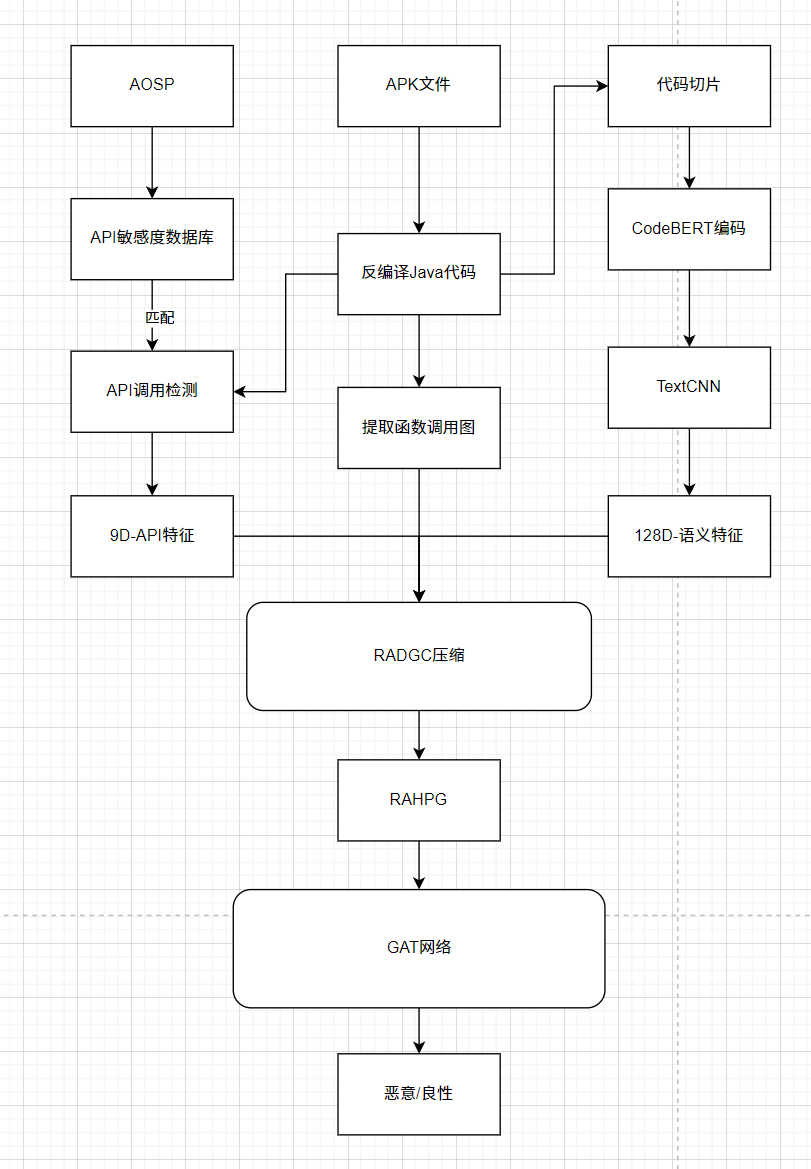 AOSP
APK文件
代码切片
API敏感度数据库
CodeBERT编码
反编译Java代码
匹配
API调用检测
TextCNN
提取函数调用图
9D-API特征
128D-语义特征
RADGC压缩
RAHPG
GAT网络
恶意/良性